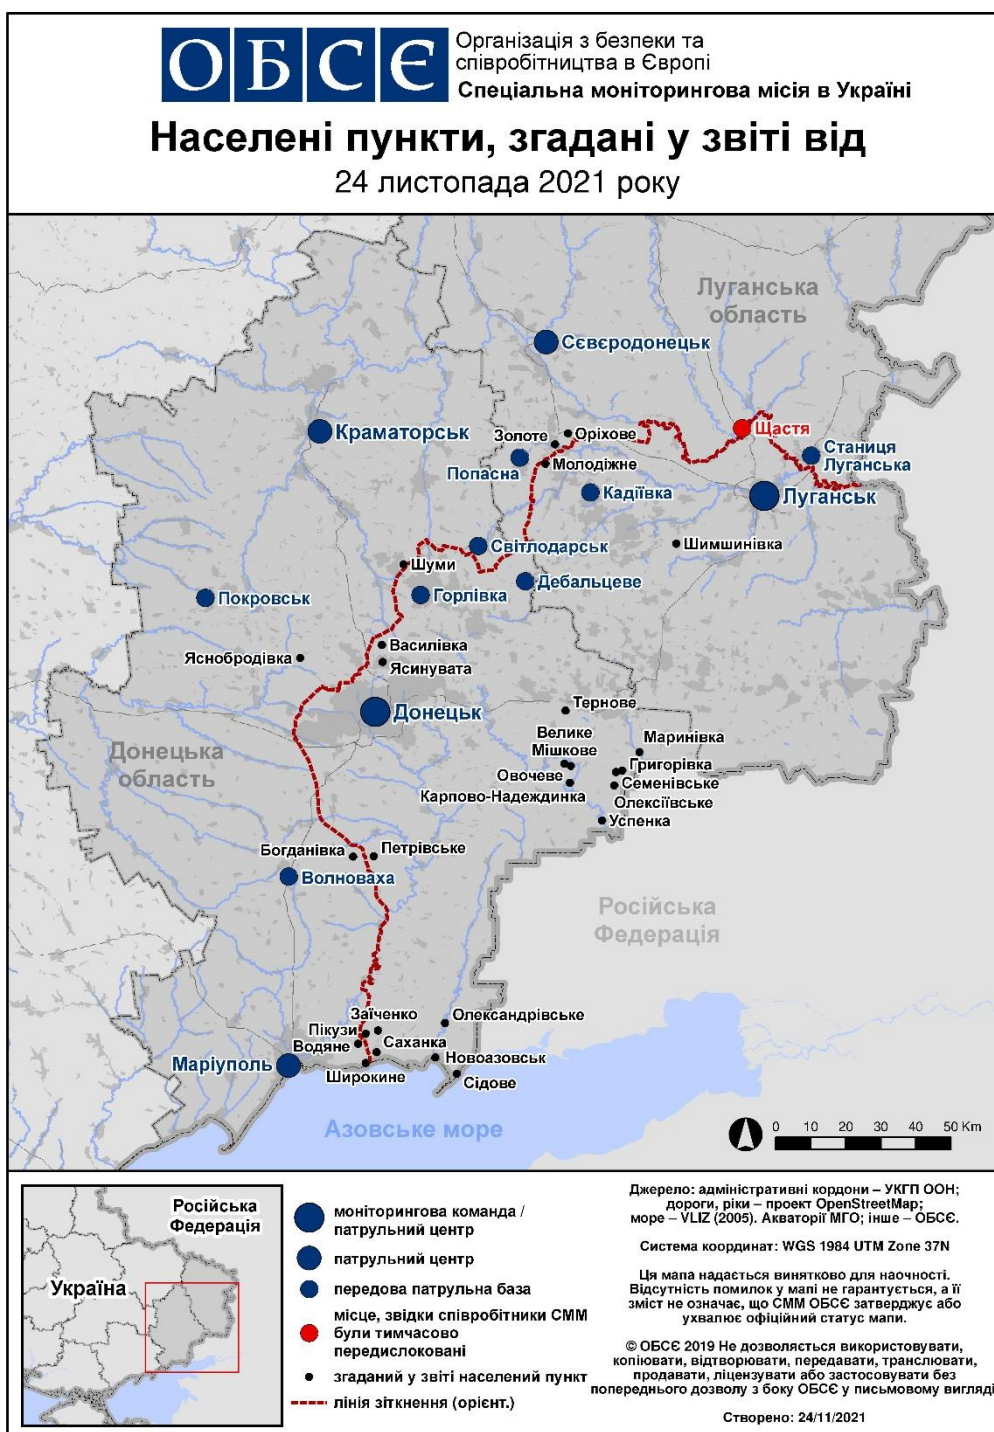 ОБСЄ
Організація з безпеки та
співробітництва в Європі
Спеціальна моніторингова місія в Україні
Населені пункти, згадані у звіті від
24 листопада 2021 року
Луганська
область
Сєвєродонецьк
Краматорськ
Золоте
Оріхове
Щастя
Станиця
Луганська
Попасна
Молодіжне
Кадіївка
Луганськ
Світлодарськ
Шимшинівка
Шуми
Дебальцеве
Горлівка
Покровськ
Василівка
Яснобродівка
Ясинувата
Донецьк
Тернове
Донецька
область
Велике
Мішкове
Маринівка
Григорівка
Овочеве
Семенівське
Карпово-Надеждинка
Олексіївське
Успенка
Богданівка
Петрівське
Волноваха
Російська
Федерація
Заїченко
Олександрівське
Пікузи
Водяне
Саханка
Маріуполь
Широкине
Новоазовськ
Сідове
Азовське море
0 10 20 30 40 50 Km
Російська
Федерація
Україна
моніторингова команда /
патрульний центр
патрульний центр
передова патрульна база
місце, звідки співробітники СММ
були тимчасово
передислоковані
згаданий у звіті населений пункт
лінія зіткнення (орієнт.)
Джерело: адміністративні кордони – УКГП ООН;
дороги, ріки – проект OpenStreetMap;
море – VLIZ (2005). Акваторії МГО; інше – ОБСЄ.
Система координат: WGS 1984 UTM Zone 37N
Ця мапа надається винятково для наочності.
Відсутність помилок у мапі не гарантується, а її
зміст не означає, що СММ ОБСЄ затверджує або
ухвалює офіційний статус мапи.
© ОБСЄ 2019 Не дозволяється використовувати,
копіювати, відтворювати, передавати, транслювати,
продавати, ліцензувати або застосовувати без
попереднього дозволу з боку ОБСЄ у письмовому вигляді
Створено: 24/11/2021